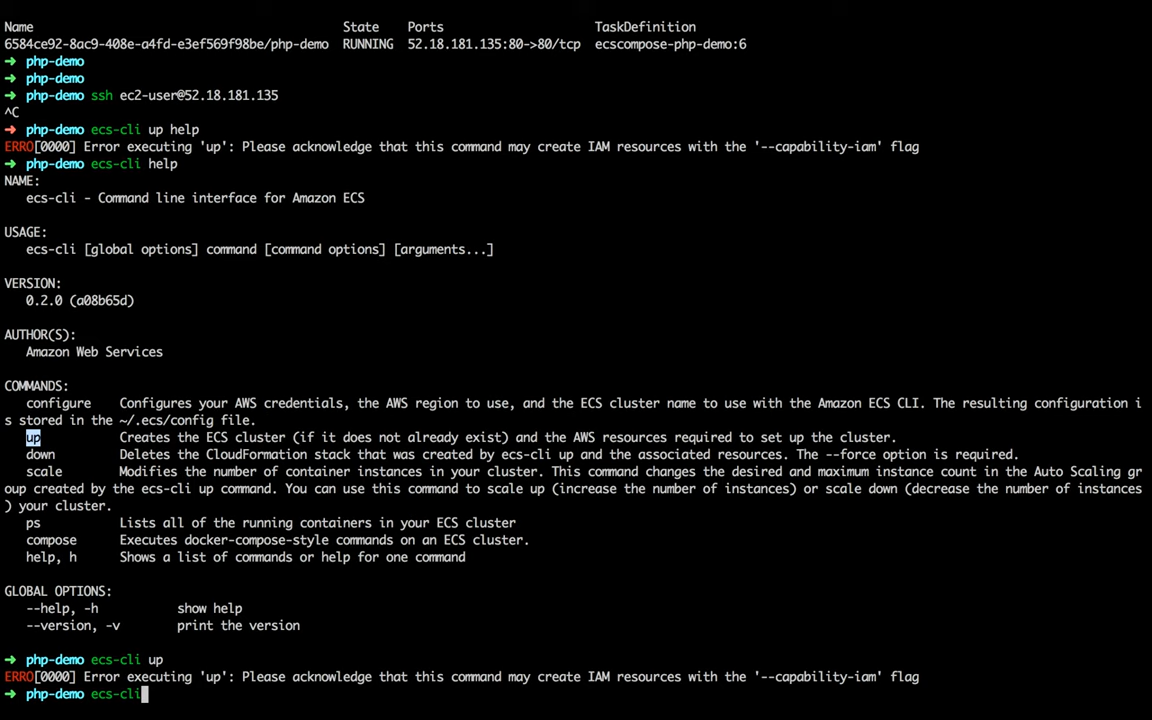 Name State Ports TaskDefinition
6584ce92-8ac9-408e-a4fd-e3ef569f98be/php-demo RUNNING 52.18.181.135:80->80/tcp ecscompose-php-demo:6
➜ php-demo
➜ php-demo
➜ php-demo ssh ec2-user@52.18.181.135
^C
➜ php-demo ecs-cli up help
ERRO[0000] Error executing 'up': Please acknowledge that this command may create IAM resources with the '--capability-iam' flag
➜ php-demo ecs-cli help
NAME:
ecs-cli - Command line interface for Amazon ECS
USAGE:
ecs-cli [global options] command [command options] [arguments...]
VERSION:
0.2.0 (a08b65d)
AUTHOR(S):
Amazon Web Services
COMMANDS:
configure Configures your AWS credentials, the AWS region to use, and the ECS cluster name to use with the Amazon ECS CLI. The resulting configuration i
s stored in the ~/.ecs/config file.
up Creates the ECS cluster (if it does not already exist) and the AWS resources required to set up the cluster.
down Deletes the CloudFormation stack that was created by ecs-cli up and the associated resources. The --force option is required.
scale Modifies the number of container instances in your cluster. This command changes the desired and maximum instance count in the Auto Scaling gr
oup created by the ecs-cli up command. You can use this command to scale up (increase the number of instances) or scale down (decrease the number of instances
) your cluster.
ps Lists all of the running containers in your ECS cluster
compose Executes docker-compose-style commands on an ECS cluster.
help, h Shows a list of commands or help for one command
GLOBAL OPTIONS:
--help, -h show help
--version, -v print the version
➜ php-demo ecs-cli up
ERRO[0000] Error executing 'up': Please acknowledge that this command may create IAM resources with the '--capability-iam' flag
➜ php-demo ecs-cli